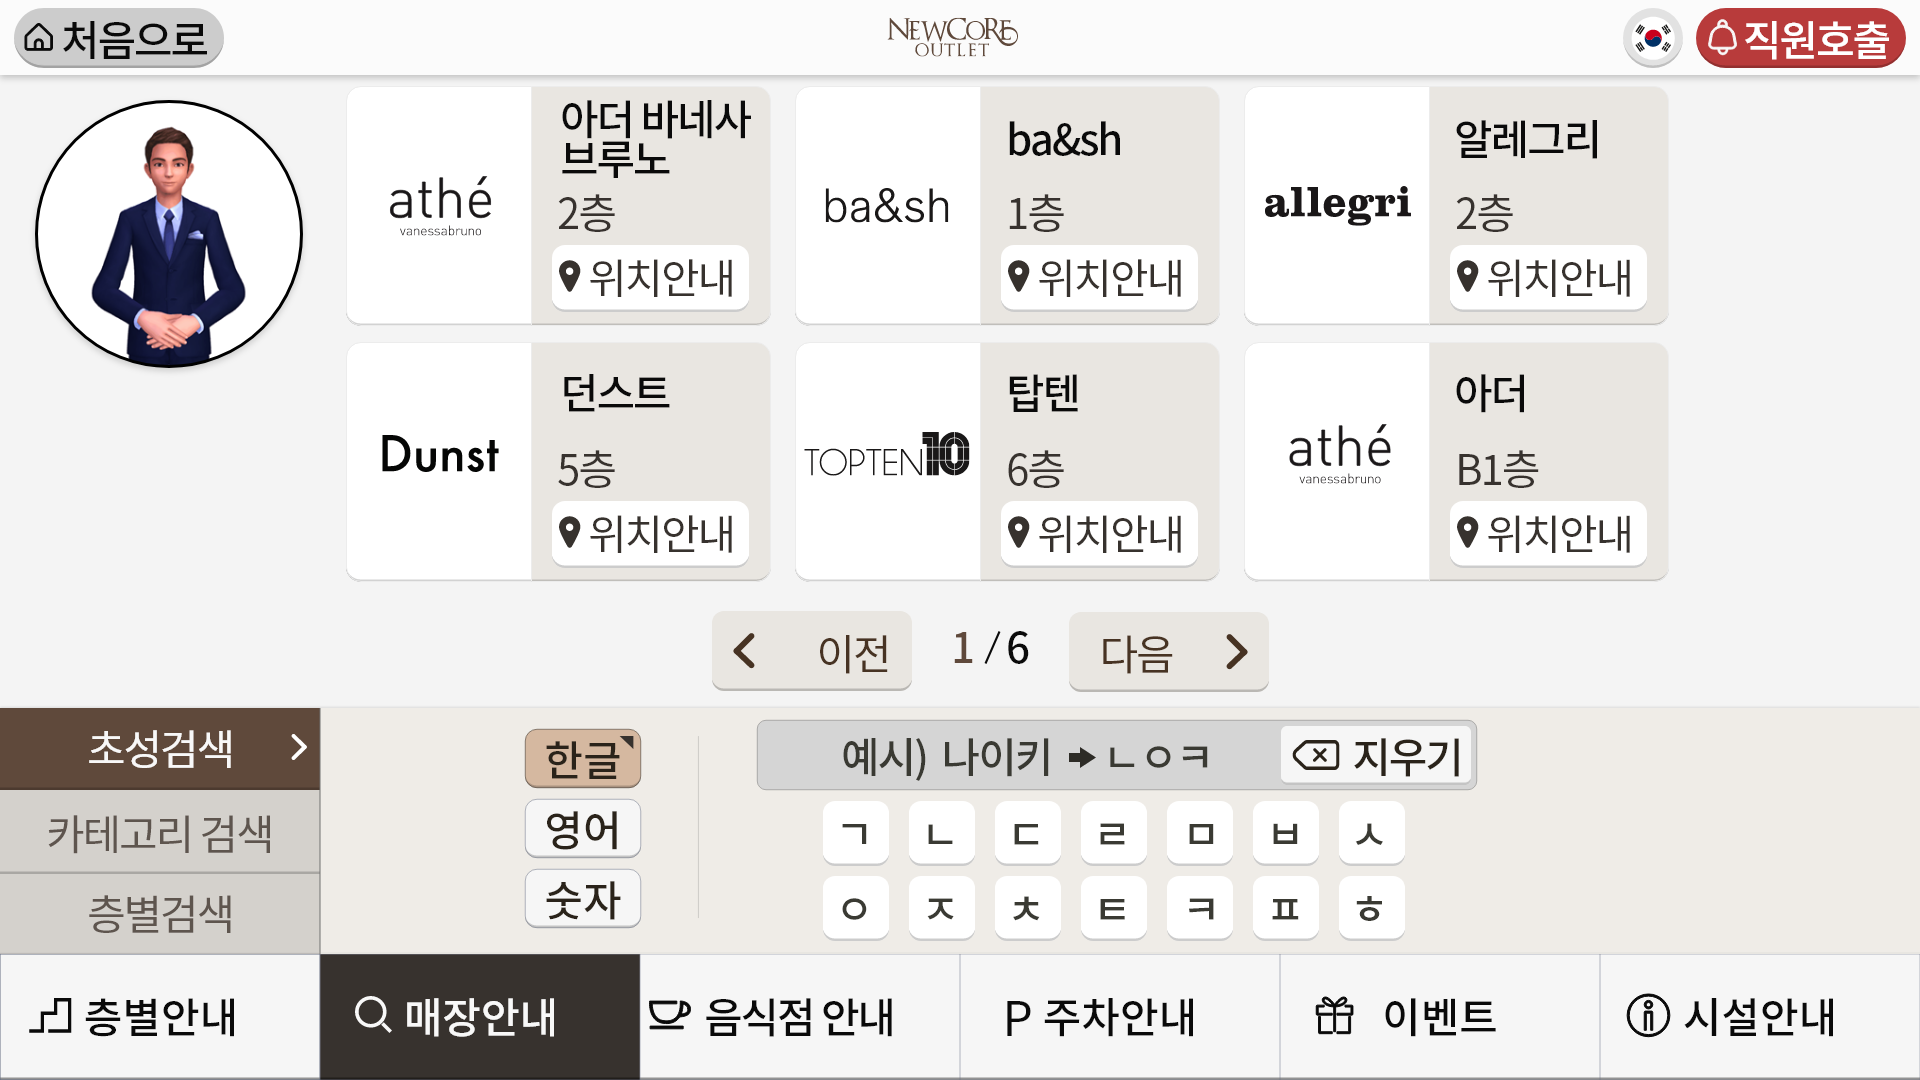 처음으로
NEWCORE
OUTLET
직원호출
athé
vanessabruno
아더 바네사
브루노
2층
위치안내
ba&sh
ba&sh
1층
위치안내
allegri
알레그리
2층
위치안내
Dunst
던스트
5층
위치안내
TOPTEN10
탑텐
6층
위치안내
athé
vanessabruno
아더
B1층
위치안내
이전
1 / 6
다음
초성검색
카테고리 검색
층별검색
한글
영어
숫자
예시) 나이키 ➡ ㄴㅇㅋ
지우기
ㄱ ㄴ ㄷ ㄹ ㅁ ㅂ ㅅ
ㅇ ㅈ ㅊ ㅌ ㅋ ㅍ ㅎ
층별안내
매장안내
음식점 안내
P 주차안내
이벤트
시설안내